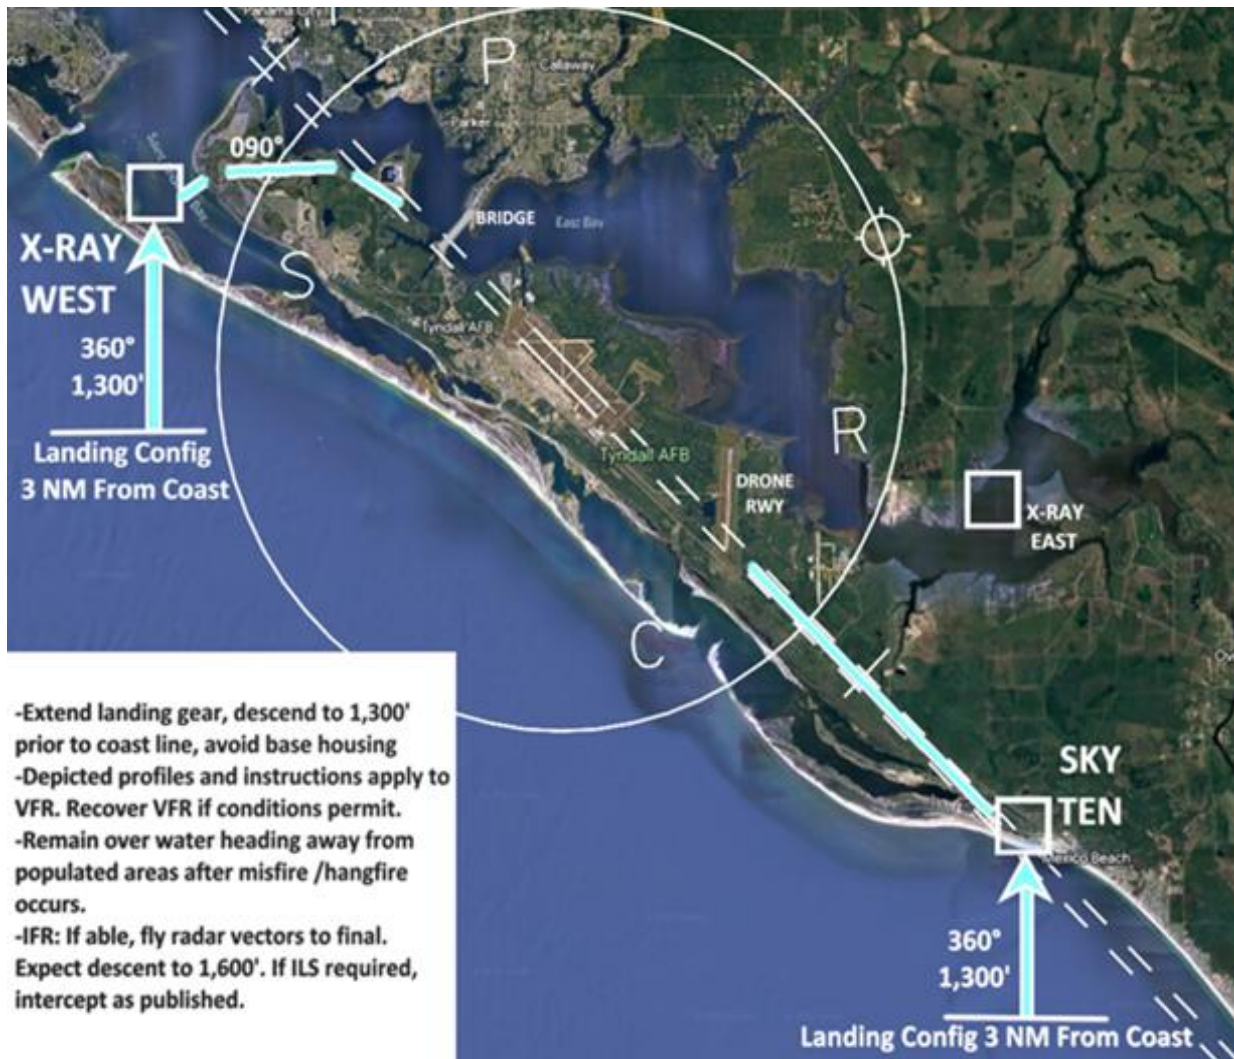 P
Callaway
Parker
090°
BRIDGE
East Bay
X-RAY
WEST
S
360°
1,300'
Tyndall AFB
Landing Config
3 NM From Coast
R
Tyndall AFB
DRONE
RWY
X-RAY
EAST
C
-Extend landing gear, descend to 1,300'
prior to coast line, avoid base housing
-Depicted profiles and instructions apply to
VFR. Recover VFR if conditions permit.
-Remain over water heading away from
populated areas after misfire /hangfire
occurs.
-IFR: If able, fly radar vectors to final.
Expect descent to 1,600'. If ILS required,
intercept as published.
SKY
TEN
Mexico Beach
360°
1,300'
Landing Config 3 NM From Coast